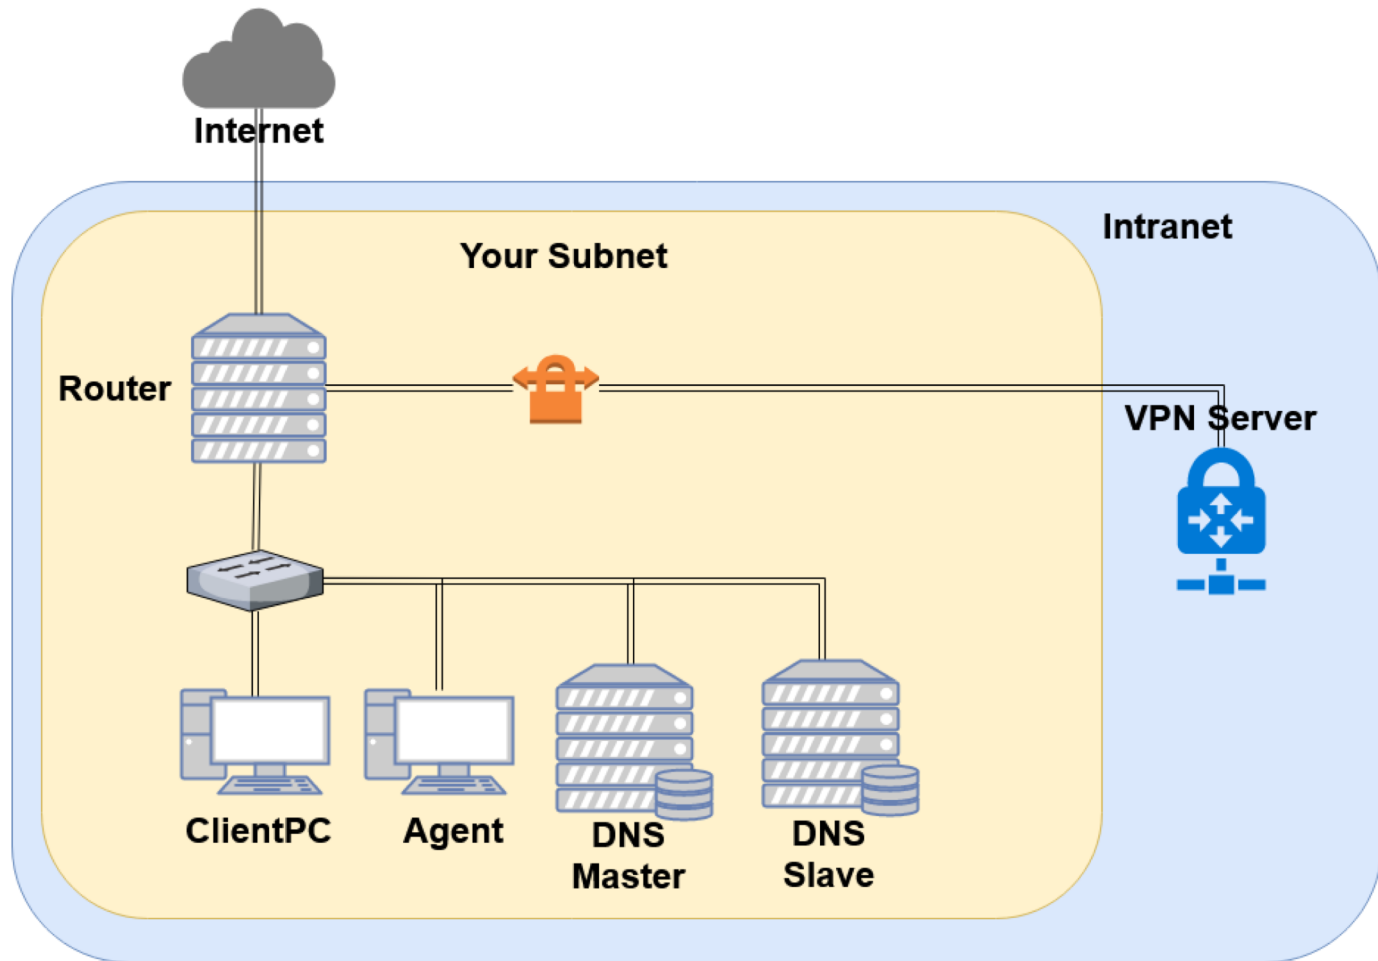 Internet
Intranet
Your Subnet
Router
VPN Server
ClientPC
Agent
DNS
Master
DNS
Slave